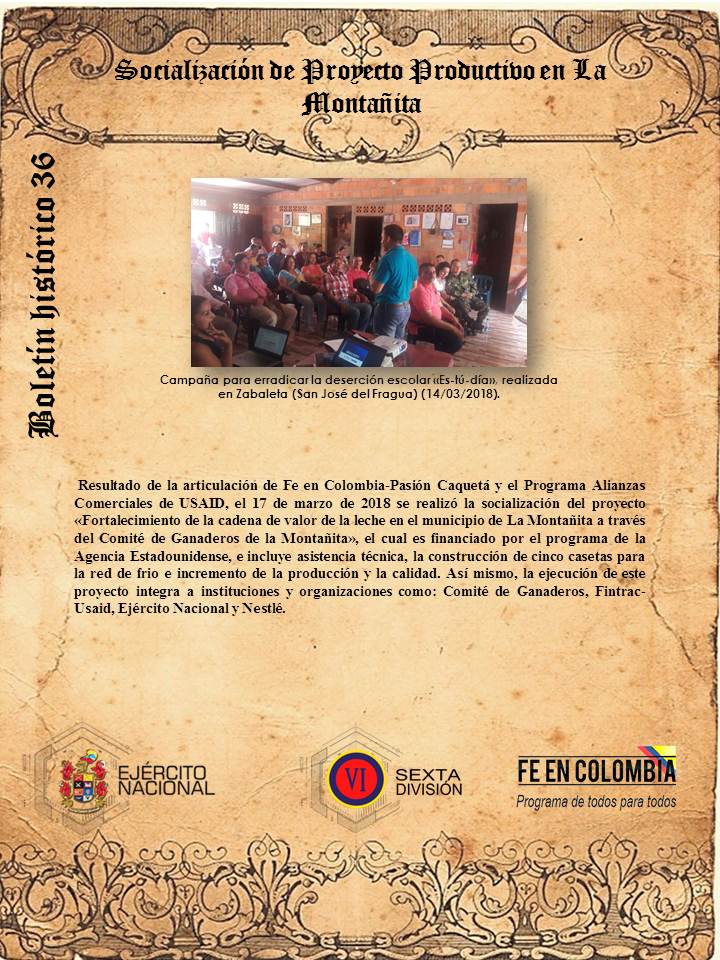 Socialización de Proyecto Productivo en La
Montañita
Boletín histórico 36
Campaña para erradicar la deserción escolar «Es-tú-día», realizada
en Zabaleta (San José del Fragua) (14/03/2018).
Resultado de la articulación de Fe en Colombia-Pasión Caquetá y el Programa Alianzas
Comerciales de USAID, el 17 de marzo de 2018 se realizó la socialización del proyecto
«Fortalecimiento de la cadena de valor de la leche en el municipio de La Montañita a través
del Comité de Ganaderos de la Montañita», el cual es financiado por el programa de la
Agencia Estadounidense, e incluye asistencia técnica, la construcción de cinco casetas para
la red de frio e incremento de la producción y la calidad. Así mismo, la ejecución de este
proyecto integra a instituciones y organizaciones como: Comité de Ganaderos, Fintrac-
Usaid, Ejército Nacional y Nestlé.
EJÉRCITO
NACIONAL
VI
SEXTA
DIVISIÓN
FE EN COLOMBIA
Programa de todos para todos